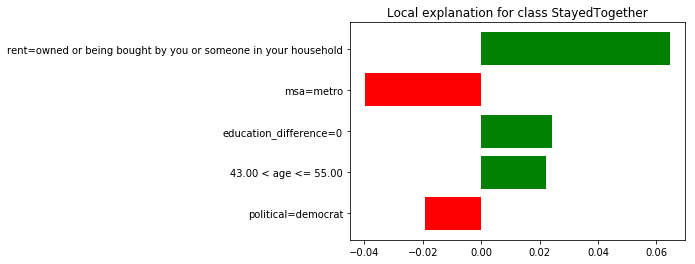 Local explanation for class StayedTogether
rent=owned or being bought by you or someone in your household
msa=metro
education_difference=0
43.00 < age <= 55.00
political=democrat
−0.04 −0.02 0.00 0.02 0.04 0.06